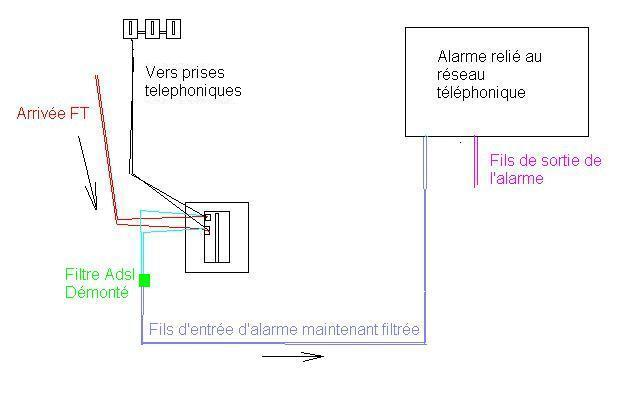 Vers prises
telephoniques
Arrivée FT
Alarme relié au
réseau
téléphonique
Fils de sortie de
l'alarme
Filtre Adsl
Démonté
Fils d'entrée d'alarme maintenant filtrée